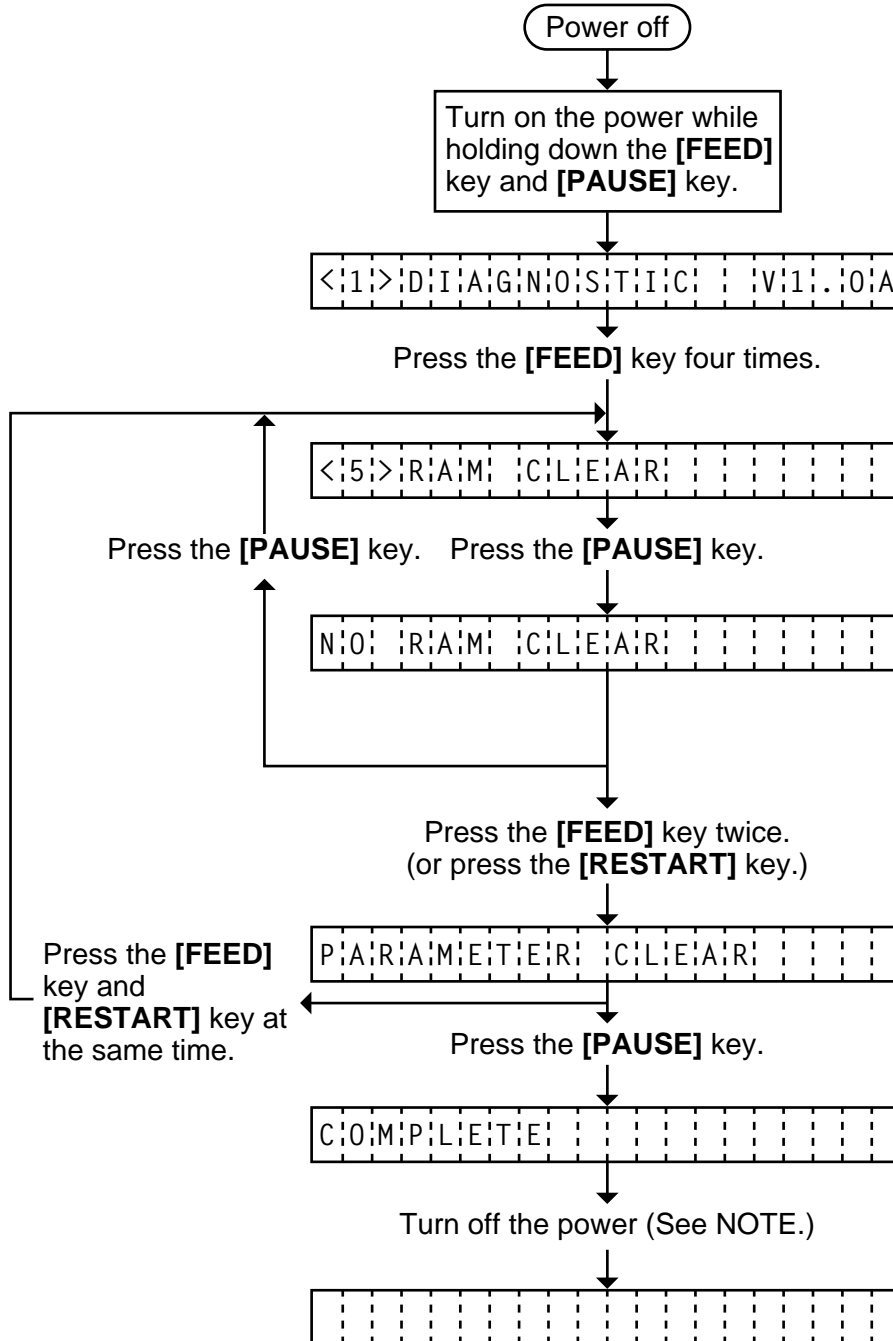 Power off
Turn on the power while
holding down the [FEED]
key and [PAUSE] key.
<1>DIAGNOSTIC  V1.0A
Press the [FEED] key four times.
<5>RAM CLEAR
Press the [PAUSE] key.
Press the [PAUSE] key.
NO RAM CLEAR
Press the [FEED] key twice.
(or press the [RESTART] key.)
PARAMETER CLEAR
Press the [FEED]
key and
[RESTART] key at
the same time.
Press the [PAUSE] key.
COMPLETE
Turn off the power (See NOTE.)